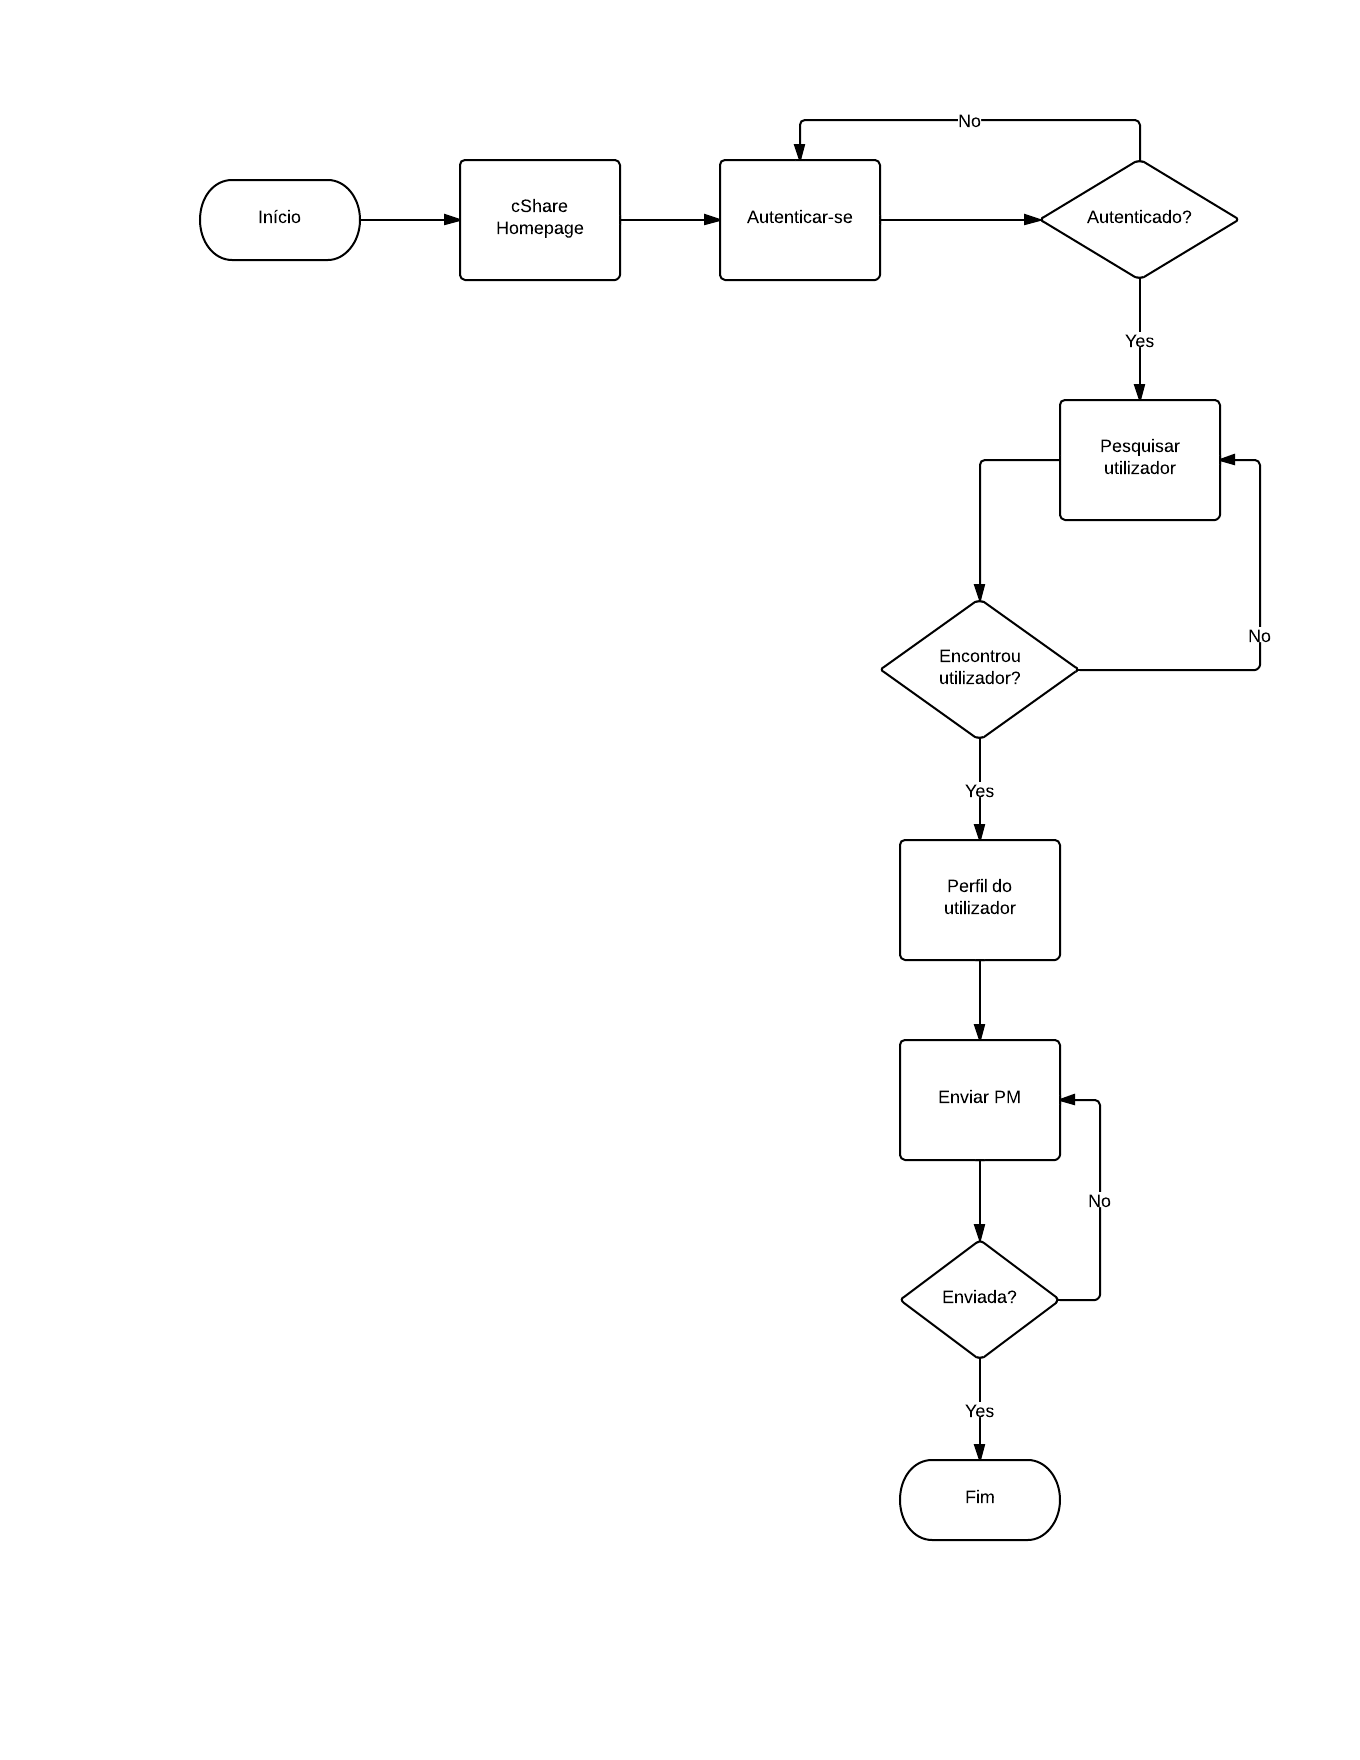 No
Início
cShare
Homepage
Autenticar-se
Autenticado?
Yes
Pesquisar
utilizador
No
Encontrou
utilizador?
Yes
Perfil do
utilizador
Enviar PM
No
Enviada?
Yes
Fim